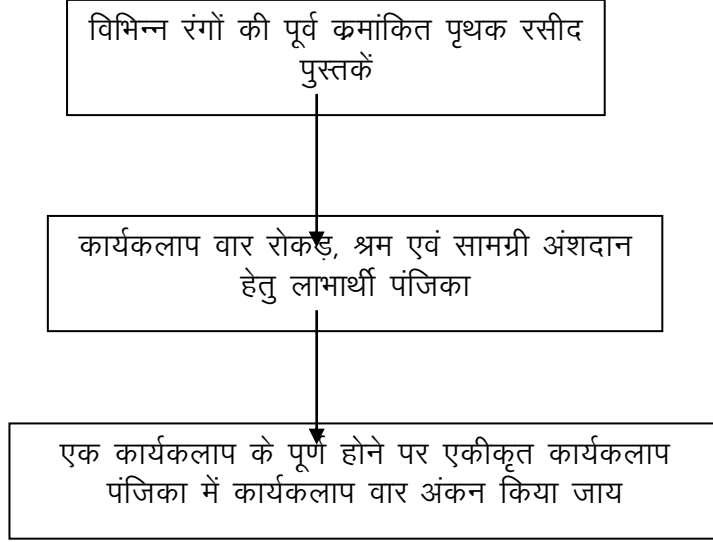 विभिन्न रंगों की पूर्व क्रमांकित पृथक रसीद
पुस्तकें
कार्यकलाप वार रोकड़, श्रम एवं सामग्री अंशदान
हेतु लाभार्थी पंजिका
एक कार्यकलाप के पूर्ण होने पर एकीकृत कार्यकलाप
पंजिका में कार्यकलाप वार अंकन किया जाय